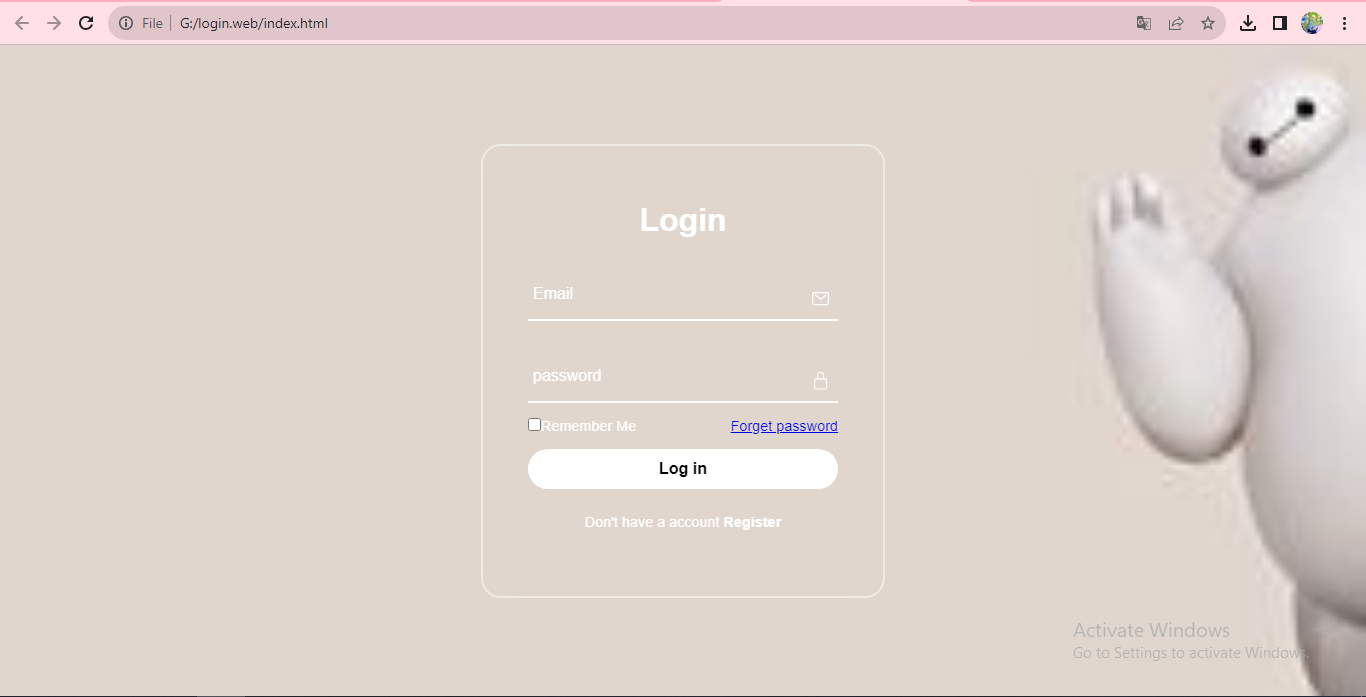 File G:/login.web/index.html
Login
Email
password
Remember Me Forget password
Log in
Don't have a account Register
Activate Windows
Go to Settings to activate Windows.